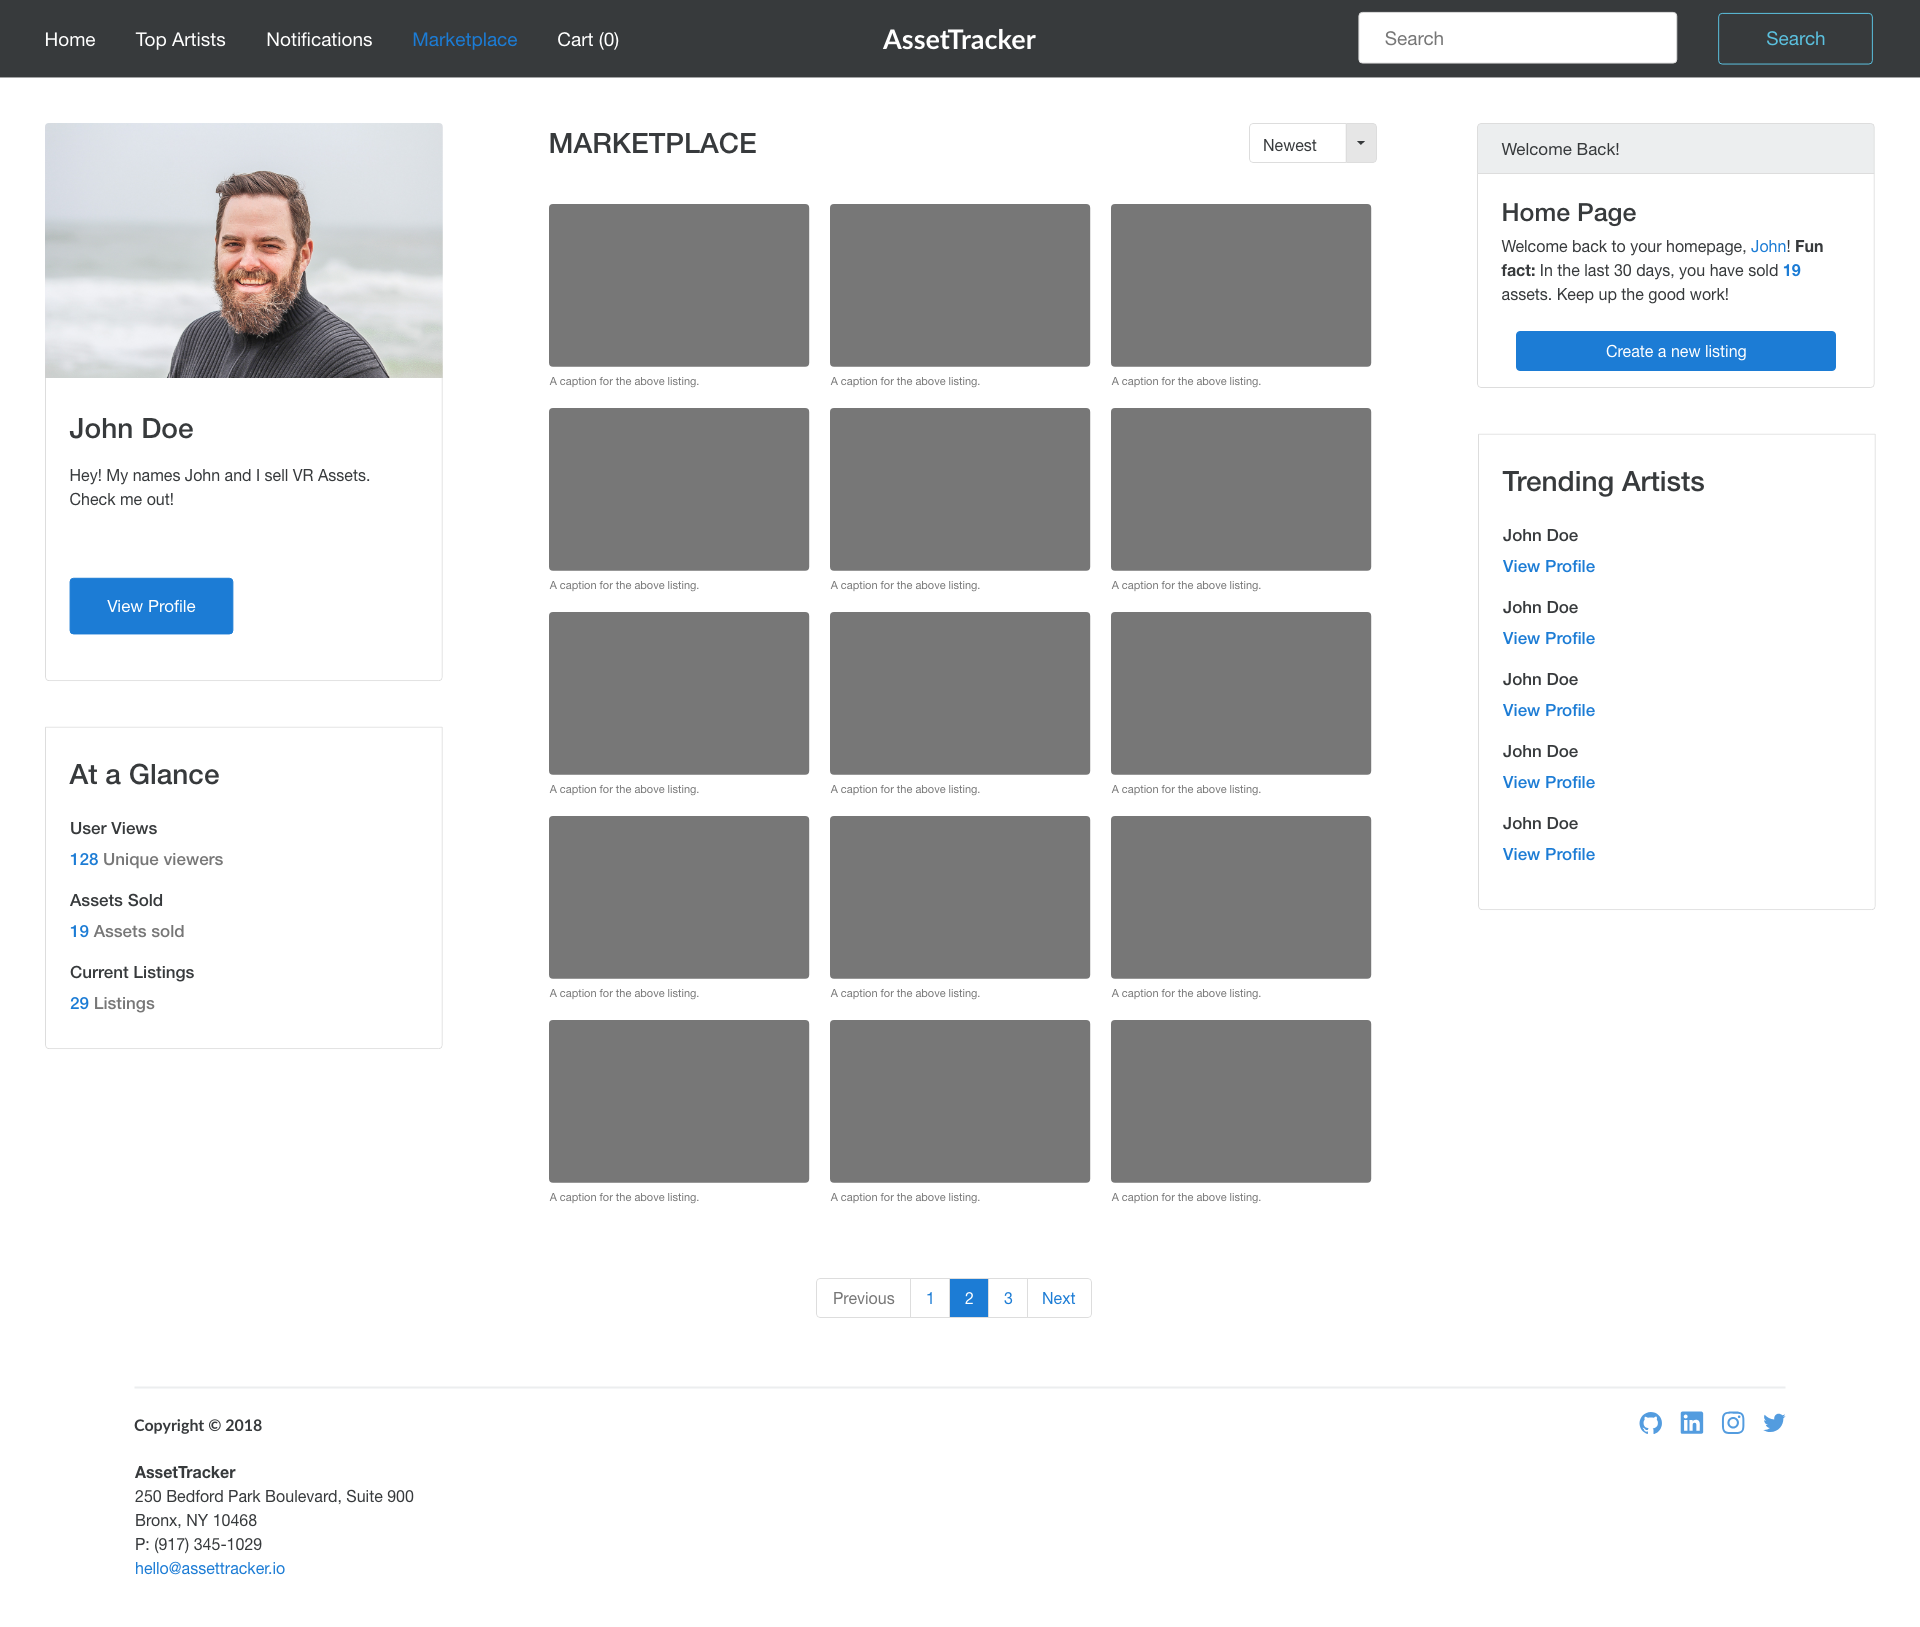 Home Top Artists Notifications Marketplace Cart (0) AssetTracker Search Search
John Doe
Hey! My names John and I sell VR Assets.
Check me out!
View Profile
At a Glance
User Views
128 Unique viewers
Assets Sold
19 Assets sold
Current Listings
29 Listings
MARKETPLACE Newest
A caption for the above listing. A caption for the above listing. A caption for the above listing.
A caption for the above listing. A caption for the above listing. A caption for the above listing.
A caption for the above listing. A caption for the above listing. A caption for the above listing.
A caption for the above listing. A caption for the above listing. A caption for the above listing.
A caption for the above listing. A caption for the above listing. A caption for the above listing.
Previous 1 2 3 Next
Welcome Back!
Home Page
Welcome back to your homepage, John! Fun
fact: In the last 30 days, you have sold 19
assets. Keep up the good work!
Create a new listing
Trending Artists
John Doe
View Profile
John Doe
View Profile
John Doe
View Profile
John Doe
View Profile
John Doe
View Profile
Copyright © 2018
AssetTracker
250 Bedford Park Boulevard, Suite 900
Bronx, NY 10468
P: (917) 345-1029
hello@assettracker.io